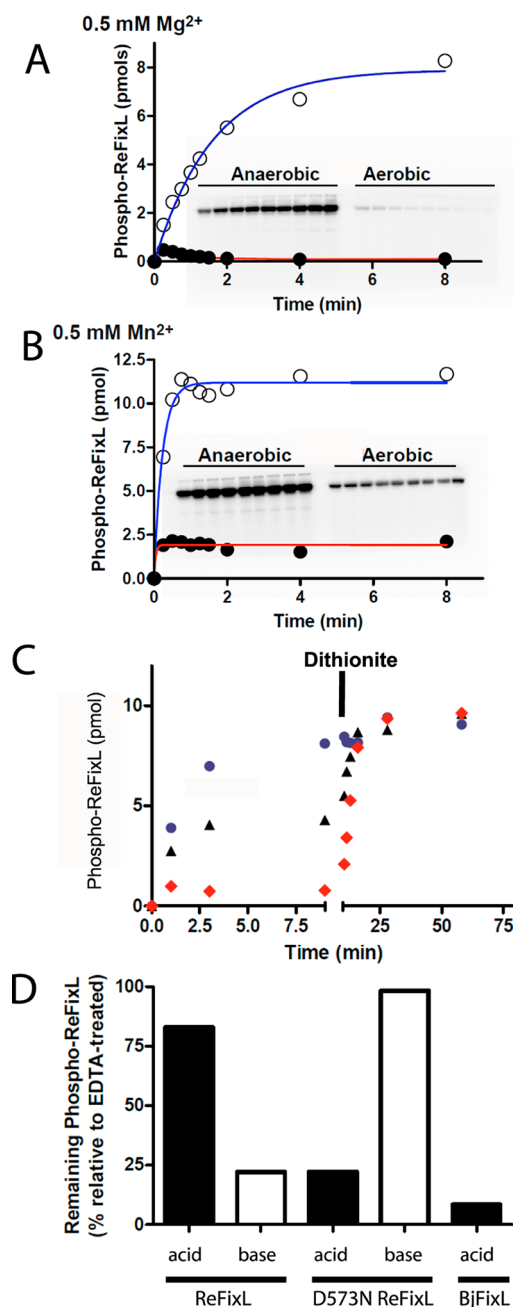 0.5 mM Mg2+
A
Phospho-ReFixL (pmols)
8
6
4
2
0
Anaerobic
Aerobic
0 2 4 6 8
Time (min)
B
0.5 mM Mn2+
Phospho-ReFixL (pmol)
12.5
10.0
7.5
5.0
2.5
0.0
Anaerobic
Aerobic
0 2 4 6 8
Time (min)
C
Dithionite
Phospho-ReFixL (pmol)
10
5
0
0.0 2.5 5.0 7.5 25 50 75
Time (min)
D
Remaining Phospho-ReFixL
(% relative to EDTA-treated)
100
75
50
25
0
acid base acid base acid
ReFixL D573N ReFixL BjFixL